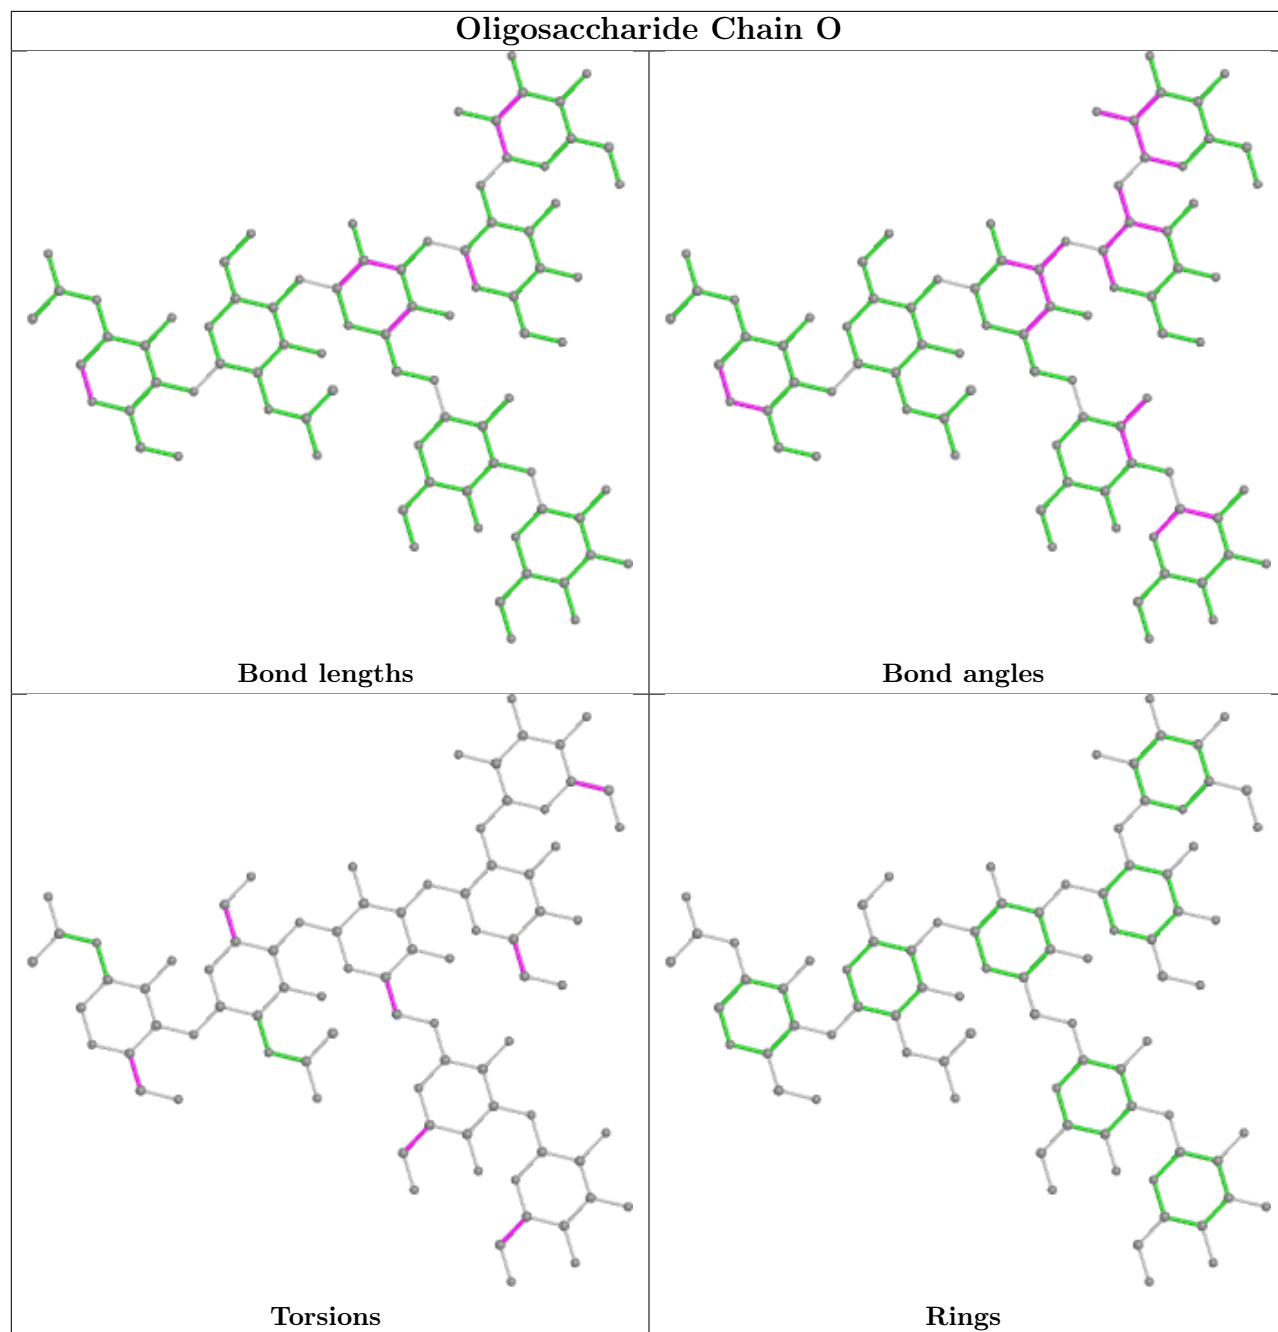 Oligosaccharide Chain O
Bond lengths
Bond angles
Torsions
Rings